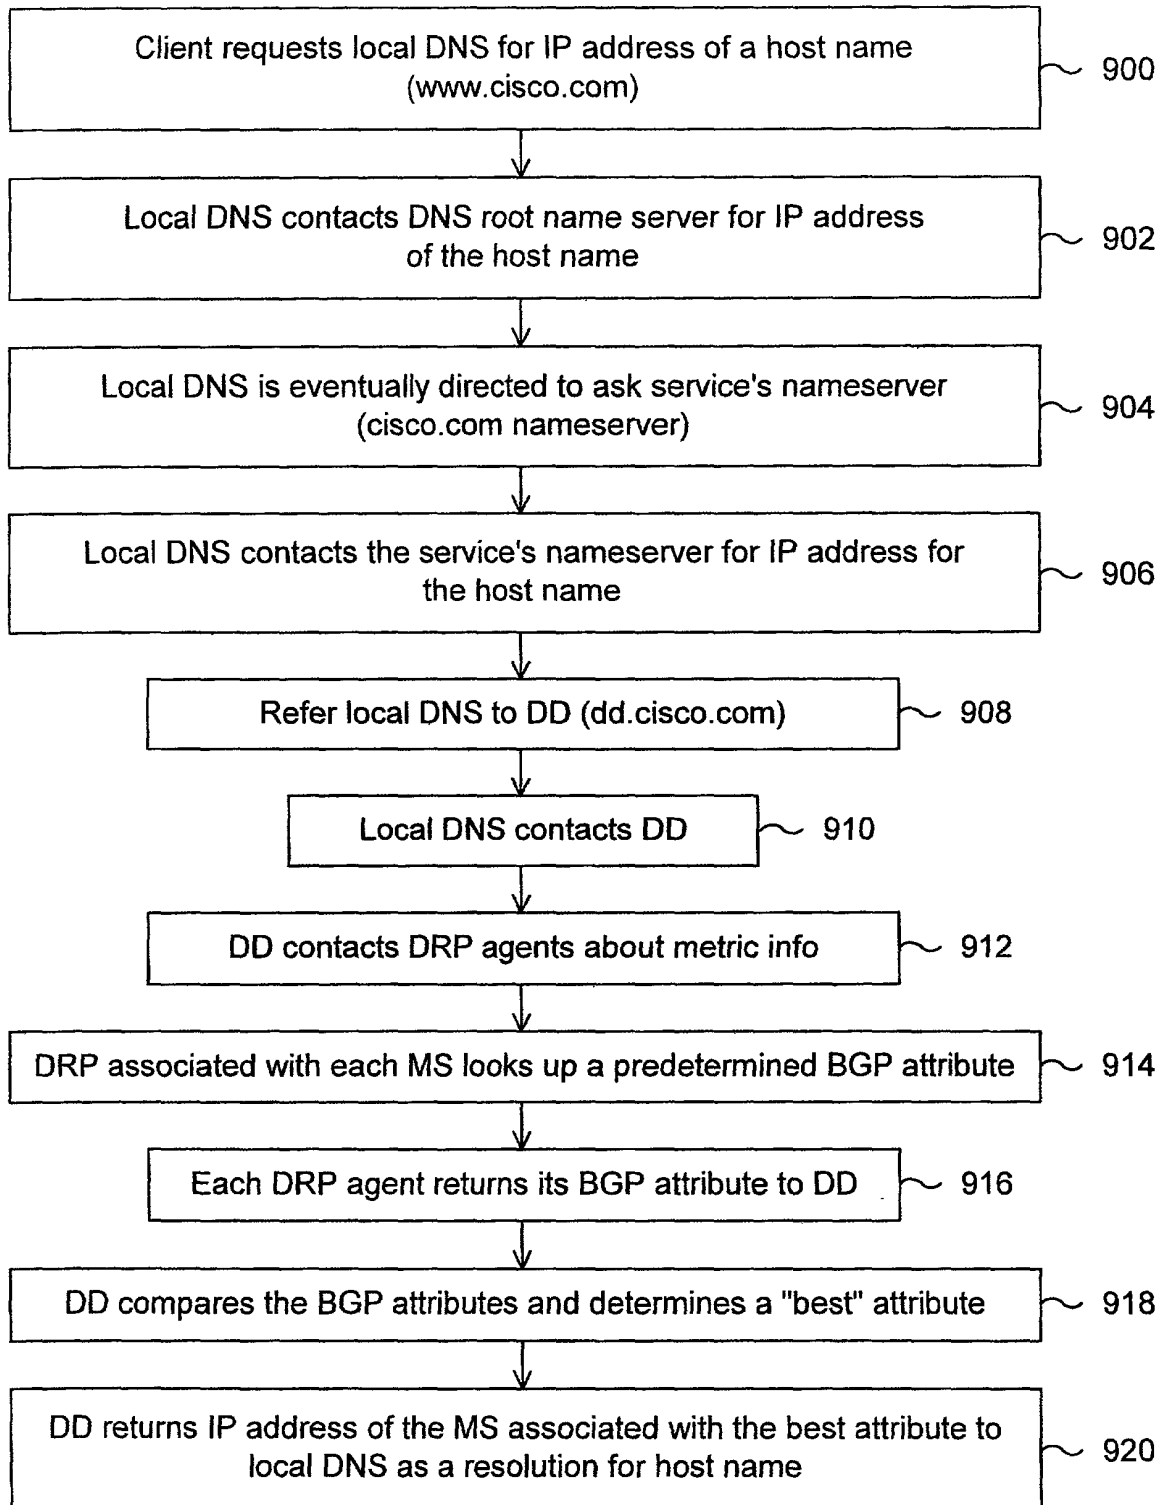 Client requests local DNS for IP address of a host name
(www.cisco.com)
900
Local DNS contacts DNS root name server for IP address
of the host name
902
Local DNS is eventually directed to ask service's nameserver
(cisco.com nameserver)
904
Local DNS contacts the service's nameserver for IP address for
the host name
906
Refer local DNS to DD (dd.cisco.com)
908
Local DNS contacts DD
910
DD contacts DRP agents about metric info
912
DRP associated with each MS looks up a predetermined BGP attribute
914
Each DRP agent returns its BGP attribute to DD
916
DD compares the BGP attributes and determines a "best" attribute
918
DD returns IP address of the MS associated with the best attribute to
local DNS as a resolution for host name
920